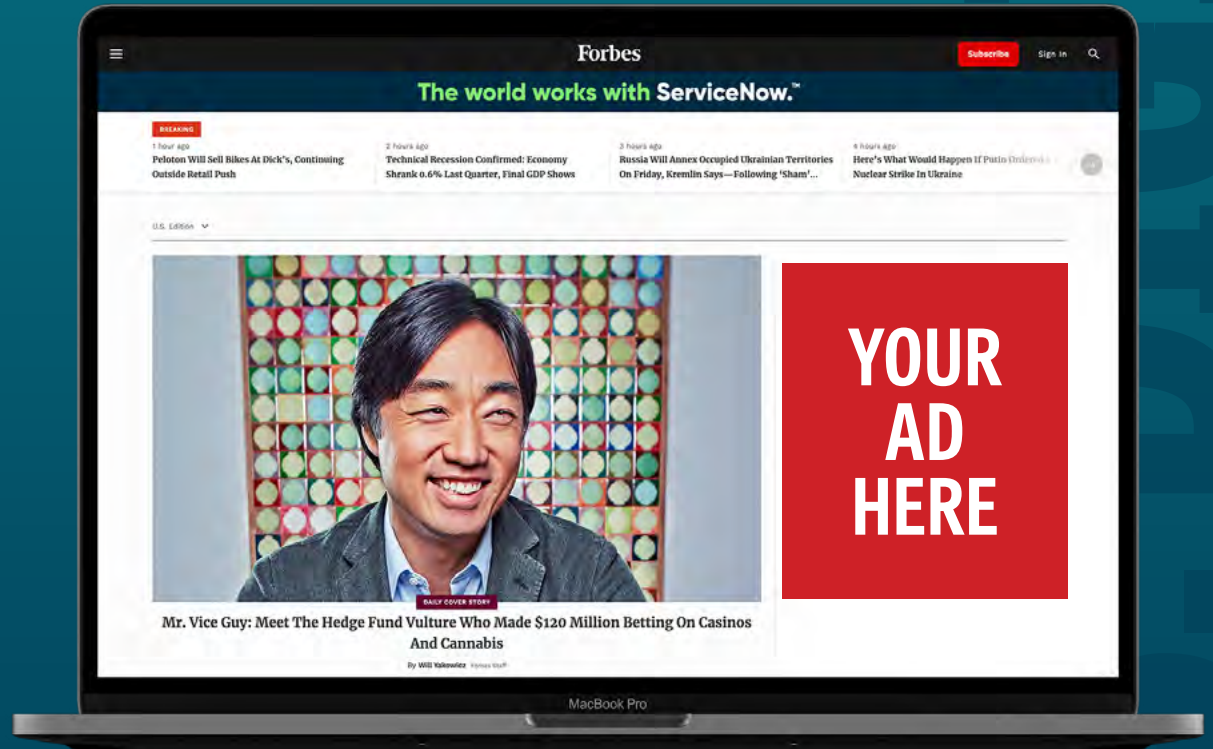 Forbes
Subscribe
Sign In
The world works with ServiceNow.™
BREAKING
1 hour ago
Peloton Will Sell Bikes At Dick's, Continuing
Outside Retail Push
2 hours ago
Technical Recession Confirmed: Economy
Shrank 0.6% Last Quarter, Final GDP Shows
3 hours ago
Russia Will Annex Occupied Ukrainian Territories
On Friday, Kremlin Says—Following 'Sham'...
4 hours ago
Here's What Would Happen If Putin Ordered a
Nuclear Strike In Ukraine
U.S. Edition
YOUR
AD
HERE
DAILY COVER STORY
Mr. Vice Guy: Meet The Hedge Fund Vulture Who Made $120 Million Betting On Casinos
And Cannabis
By Will Yakowicz Forbes Staff
MacBook Pro